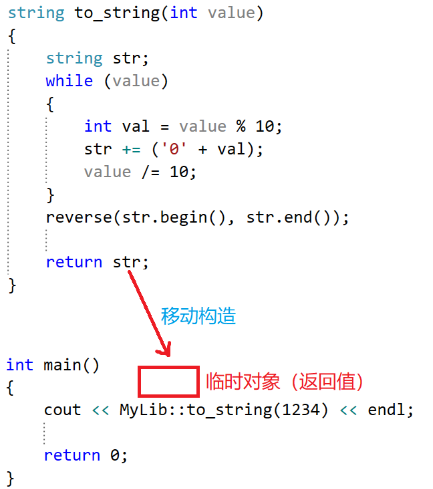 string to_string(int value)
{
string str;
while (value)
{
int val = value % 10;
str += ('0' + val);
value /= 10;
}
reverse(str.begin(), str.end());
return str;
}
移动构造
int main()
临时对象（返回值）
{
cout << MyLib::to_string(1234) << endl;
return 0;
}